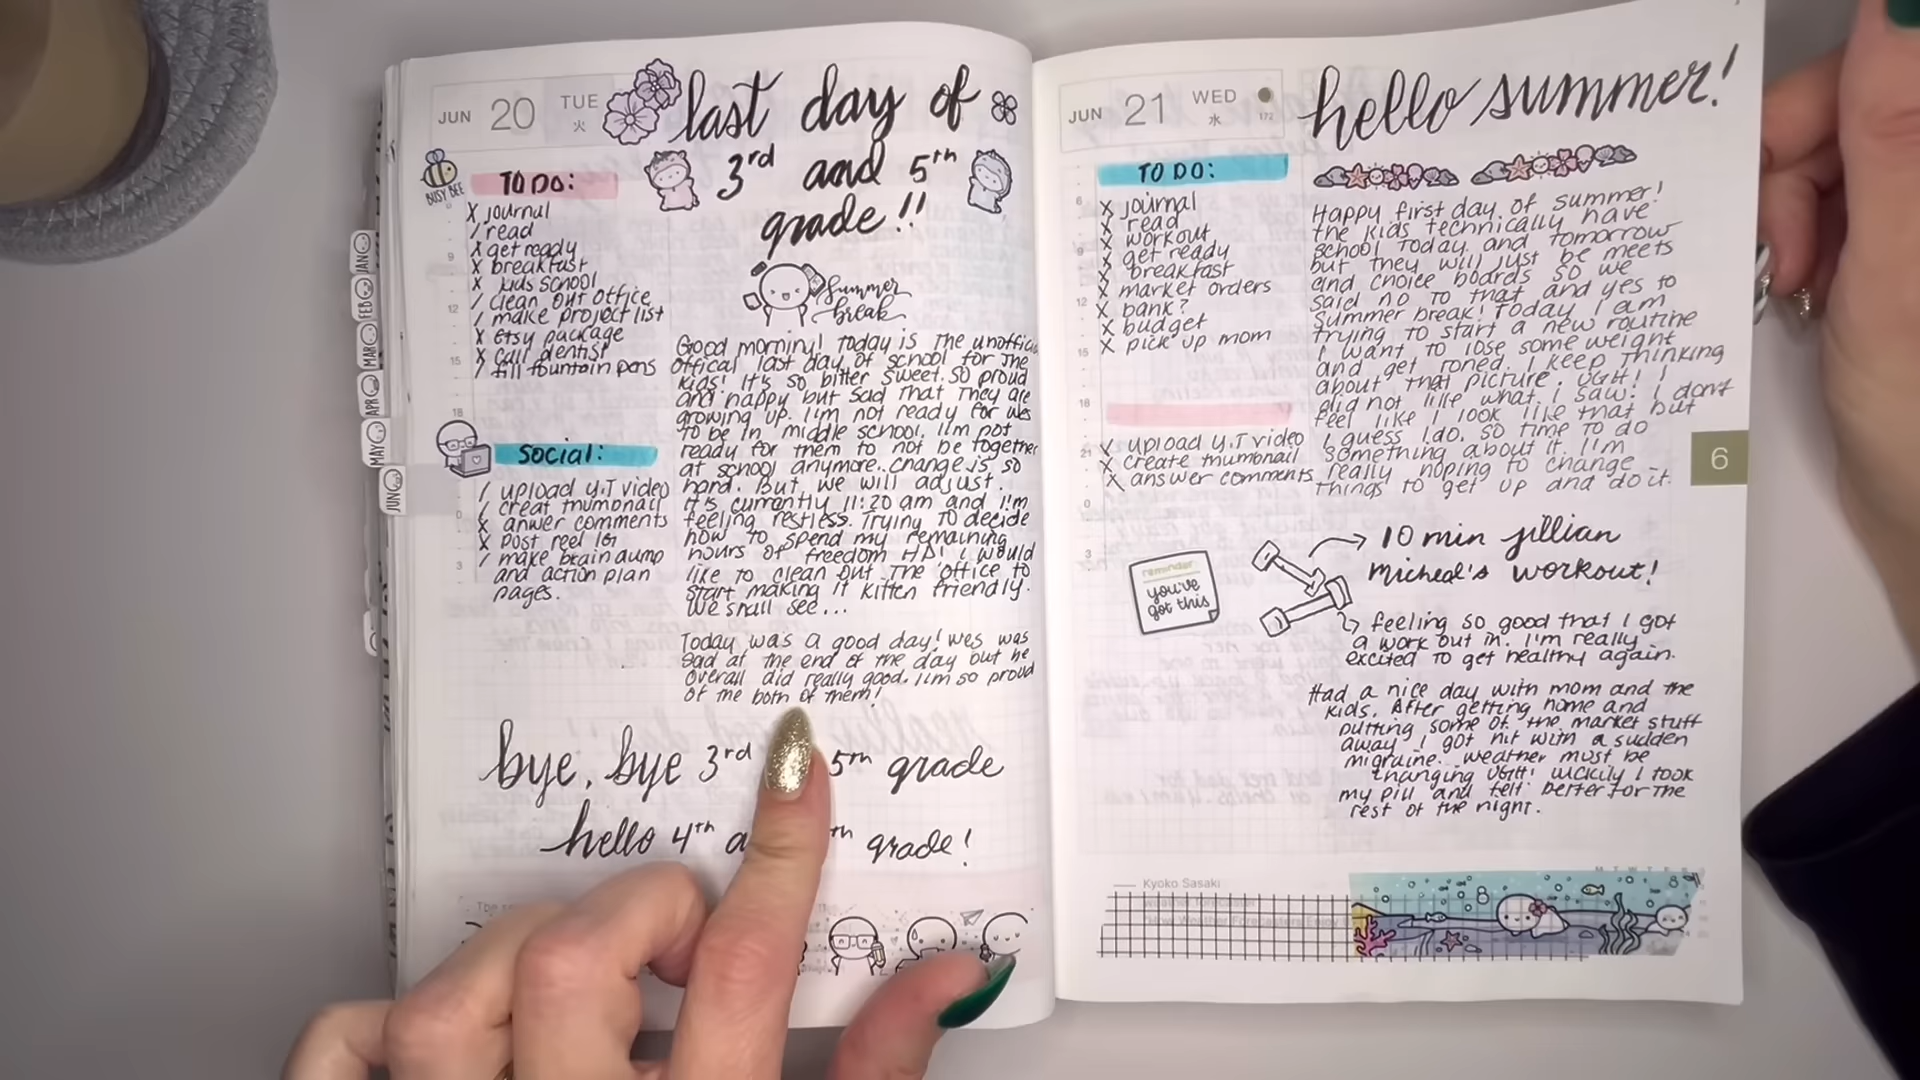 JUN 20 TUE
火
last day of
3rd and 5th
grade!!
BUSY BEE
TO DO:
X journal
/ read
X get ready
X breakfast
X kids school
/ clean out office
/ make project list
X Etsy package
X call dentist
/ fill fountain pens
SOCIAL:
/ upload Y.T video
/ creat thumbnail
X anwer comments
X post reel IG
/ make brain dump
and action plan
pages.
Summer
break
Good morning! Today is the unoffici
offical last day of school for the
kids! It's so bitter sweet. So proud
and happy but sad that they are
growing up. I'm not ready for Wes
to be in middle school. I'm not
ready for them to not be together
at school anymore.. change is so
hard. But, we will adjust.
It's currently 11:20 am and I'm
feeling restless. Trying to decide
how to spend my remaining
hours of freedom HA! I would
like to clean out the office to
start making it kitten friendly.
We shall see...
Today was a good day! Wes was
sad at the end of the day but he
overall did really good. I'm so proud
of the both of them!
bye, bye 3rd 5th grade
hello 4th a th grade!
JAN
FEB
MAR
APR
MAY
JUN
JUN 21 WED
水
172
hello summer!
TO DO:
X journal
X read
X workout
X get ready
X breakfast
X market orders
X bank?
X budget
X pick up mom
X upload Y.T video
X create thumbnail
X answer comments
Happy first day of summer!
the kids technically have
school today and tomorrow
but they will just be meets
and choice boards so we
said no to that and yes to
Summer break! Today I am
trying to start a new routine
I want to lose some weight
and get toned. I keep thinking
about that picture. UGH! I
did not like what I saw. I don't
feel like I look like that but
I guess I do. So time to do
something about it. I'm
really hoping to change
things to get up and do it.
6
reminder:
you've
got this
10 min jillian
Micheal's workout!
feeling so good that I got
a work out in. I'm really
excited to get healthy again.
Had a nice day with mom and the
kids. After getting home and
putting some of the market stuff
away I got hit with a sudden
migraine. weather must be
changing UGH! luckily I took
my pill and felt better for the
rest of the night.
Kyoko Sasaki